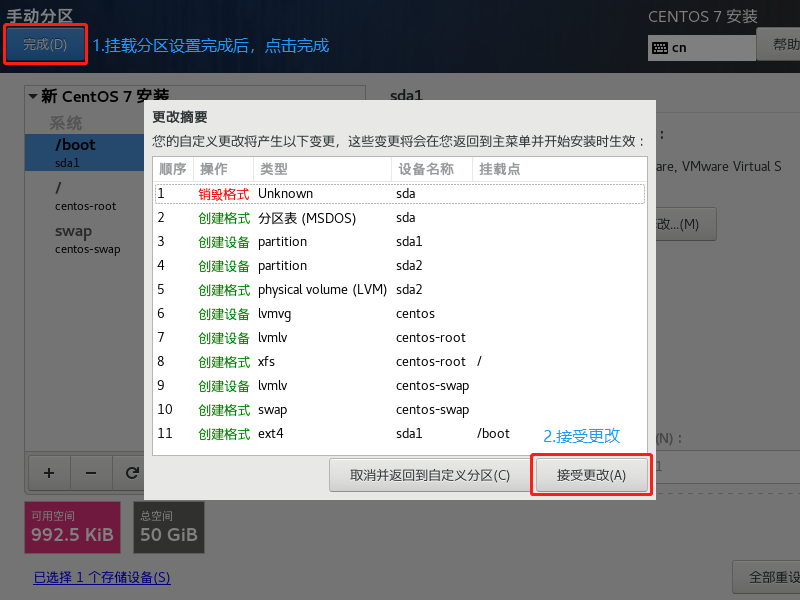 手动分区
CENTOS 7 安装
完成(D)
1.挂载分区设置完成后，点击完成
cn
帮助
新 CentOS 7 安装
sda1
系统
/boot
sda1
/
centos-root
swap
centos-swap
更改摘要
您的自定义更改将产生以下变更，这些变更将会在您返回到主菜单并开始安装时生效：
顺序 操作 类型 设备名称 挂载点
1 销毁格式 Unknown sda
2 创建格式 分区表 (MSDOS) sda
3 创建设备 partition sda1
4 创建设备 partition sda2
5 创建格式 physical volume (LVM) sda2
6 创建设备 lvmvg centos
7 创建设备 lvmlv centos-root
8 创建格式 xfs centos-root /
9 创建设备 lvmlv centos-swap
10 创建格式 swap centos-swap
11 创建格式 ext4 sda1 /boot
2.接受更改
取消并返回到自定义分区(C)
接受更改(A)
are, VMware Virtual S
改...(M)
(N)：
1
+ −
可用空间
992.5 KiB
总空间
50 GiB
已选择 1 个存储设备(S)
全部重设